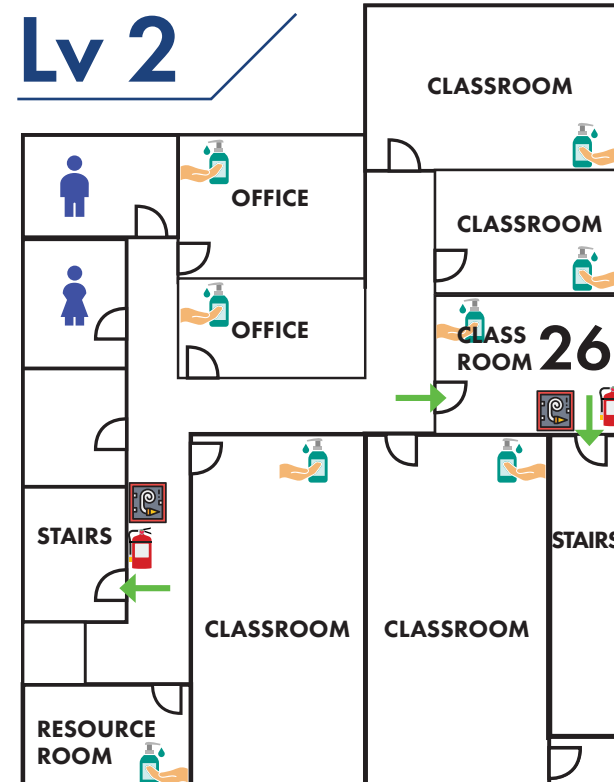 Lv 2
CLASSROOM
OFFICE
CLASSROOM
OFFICE
CLASS
ROOM 26
STAIRS
STAIRS
CLASSROOM
CLASSROOM
RESOURCE
ROOM